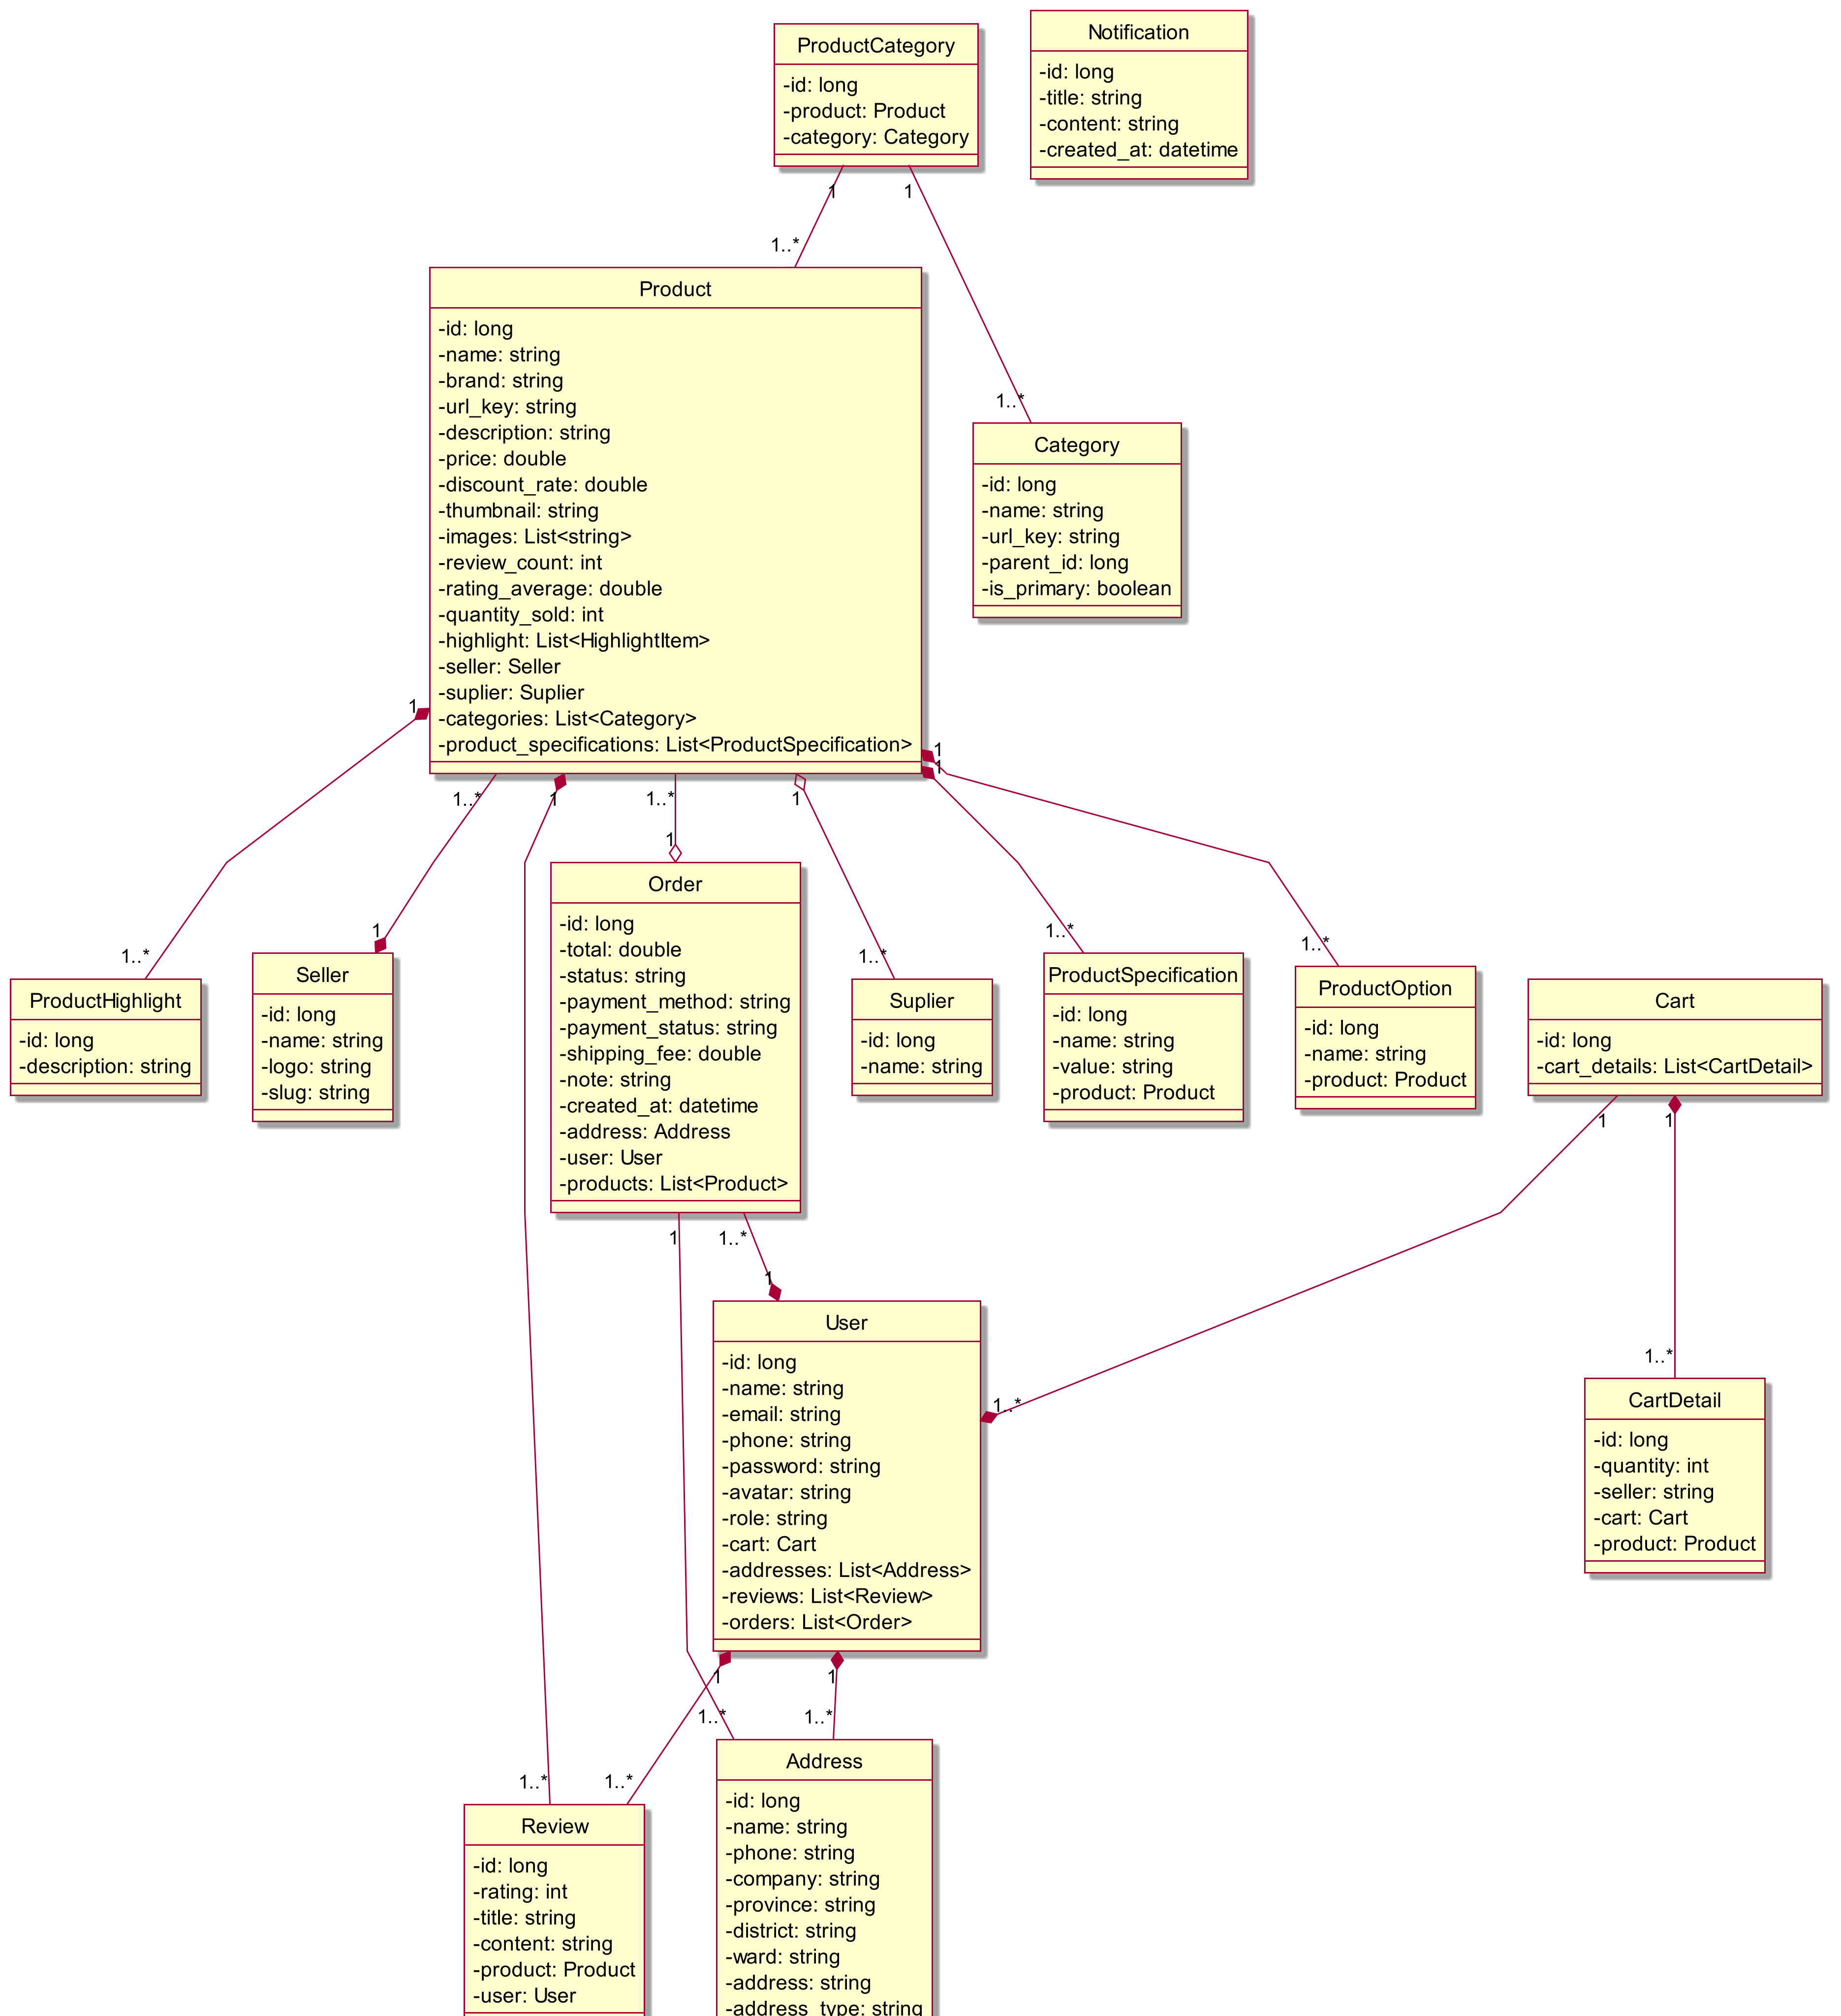 ProductCategory
-id: long
-product: Product
-category: Category
1
1
Notification
-id: long
-title: string
-content: string
-created_at: datetime
1..*
Product
-id: long
-name: string
-brand: string
-url_key: string
-description: string
-price: double
-discount_rate: double
-thumbnail: string
-images: List<string>
-review_count: int
-rating_average: double
-quantity_sold: int
-highlight: List<HighlightItem>
-seller: Seller
-suplier: Suplier
-categories: List<Category>
-product_specifications: List<ProductSpecification>
1..*
Category
-id: long
-name: string
-url_key: string
-parent_id: long
-is_primary: boolean
1
1
1
1..*
1
1..*
1
1
1..*
ProductHighlight
-id: long
-description: string
1
Seller
-id: long
-name: string
-logo: string
-slug: string
Order
-id: long
-total: double
-status: string
-payment_method: string
-payment_status: string
-shipping_fee: double
-note: string
-created_at: datetime
-address: Address
-user: User
-products: List<Product>
1..*
Suplier
-id: long
-name: string
1..*
ProductSpecification
-id: long
-name: string
-value: string
-product: Product
1..*
ProductOption
-id: long
-name: string
-product: Product
Cart
-id: long
-cart_details: List<CartDetail>
1
1
1
1..*
1
User
-id: long
-name: string
-email: string
-phone: string
-password: string
-avatar: string
-role: string
-cart: Cart
-addresses: List<Address>
-reviews: List<Review>
-orders: List<Order>
1..*
1..*
CartDetail
-id: long
-quantity: int
-seller: string
-cart: Cart
-product: Product
1
1
1..*
1..*
1..*
1..*
Review
-id: long
-rating: int
-title: string
-content: string
-product: Product
-user: User
Address
-id: long
-name: string
-phone: string
-company: string
-province: string
-district: string
-ward: string
-address: string
-address_type: string